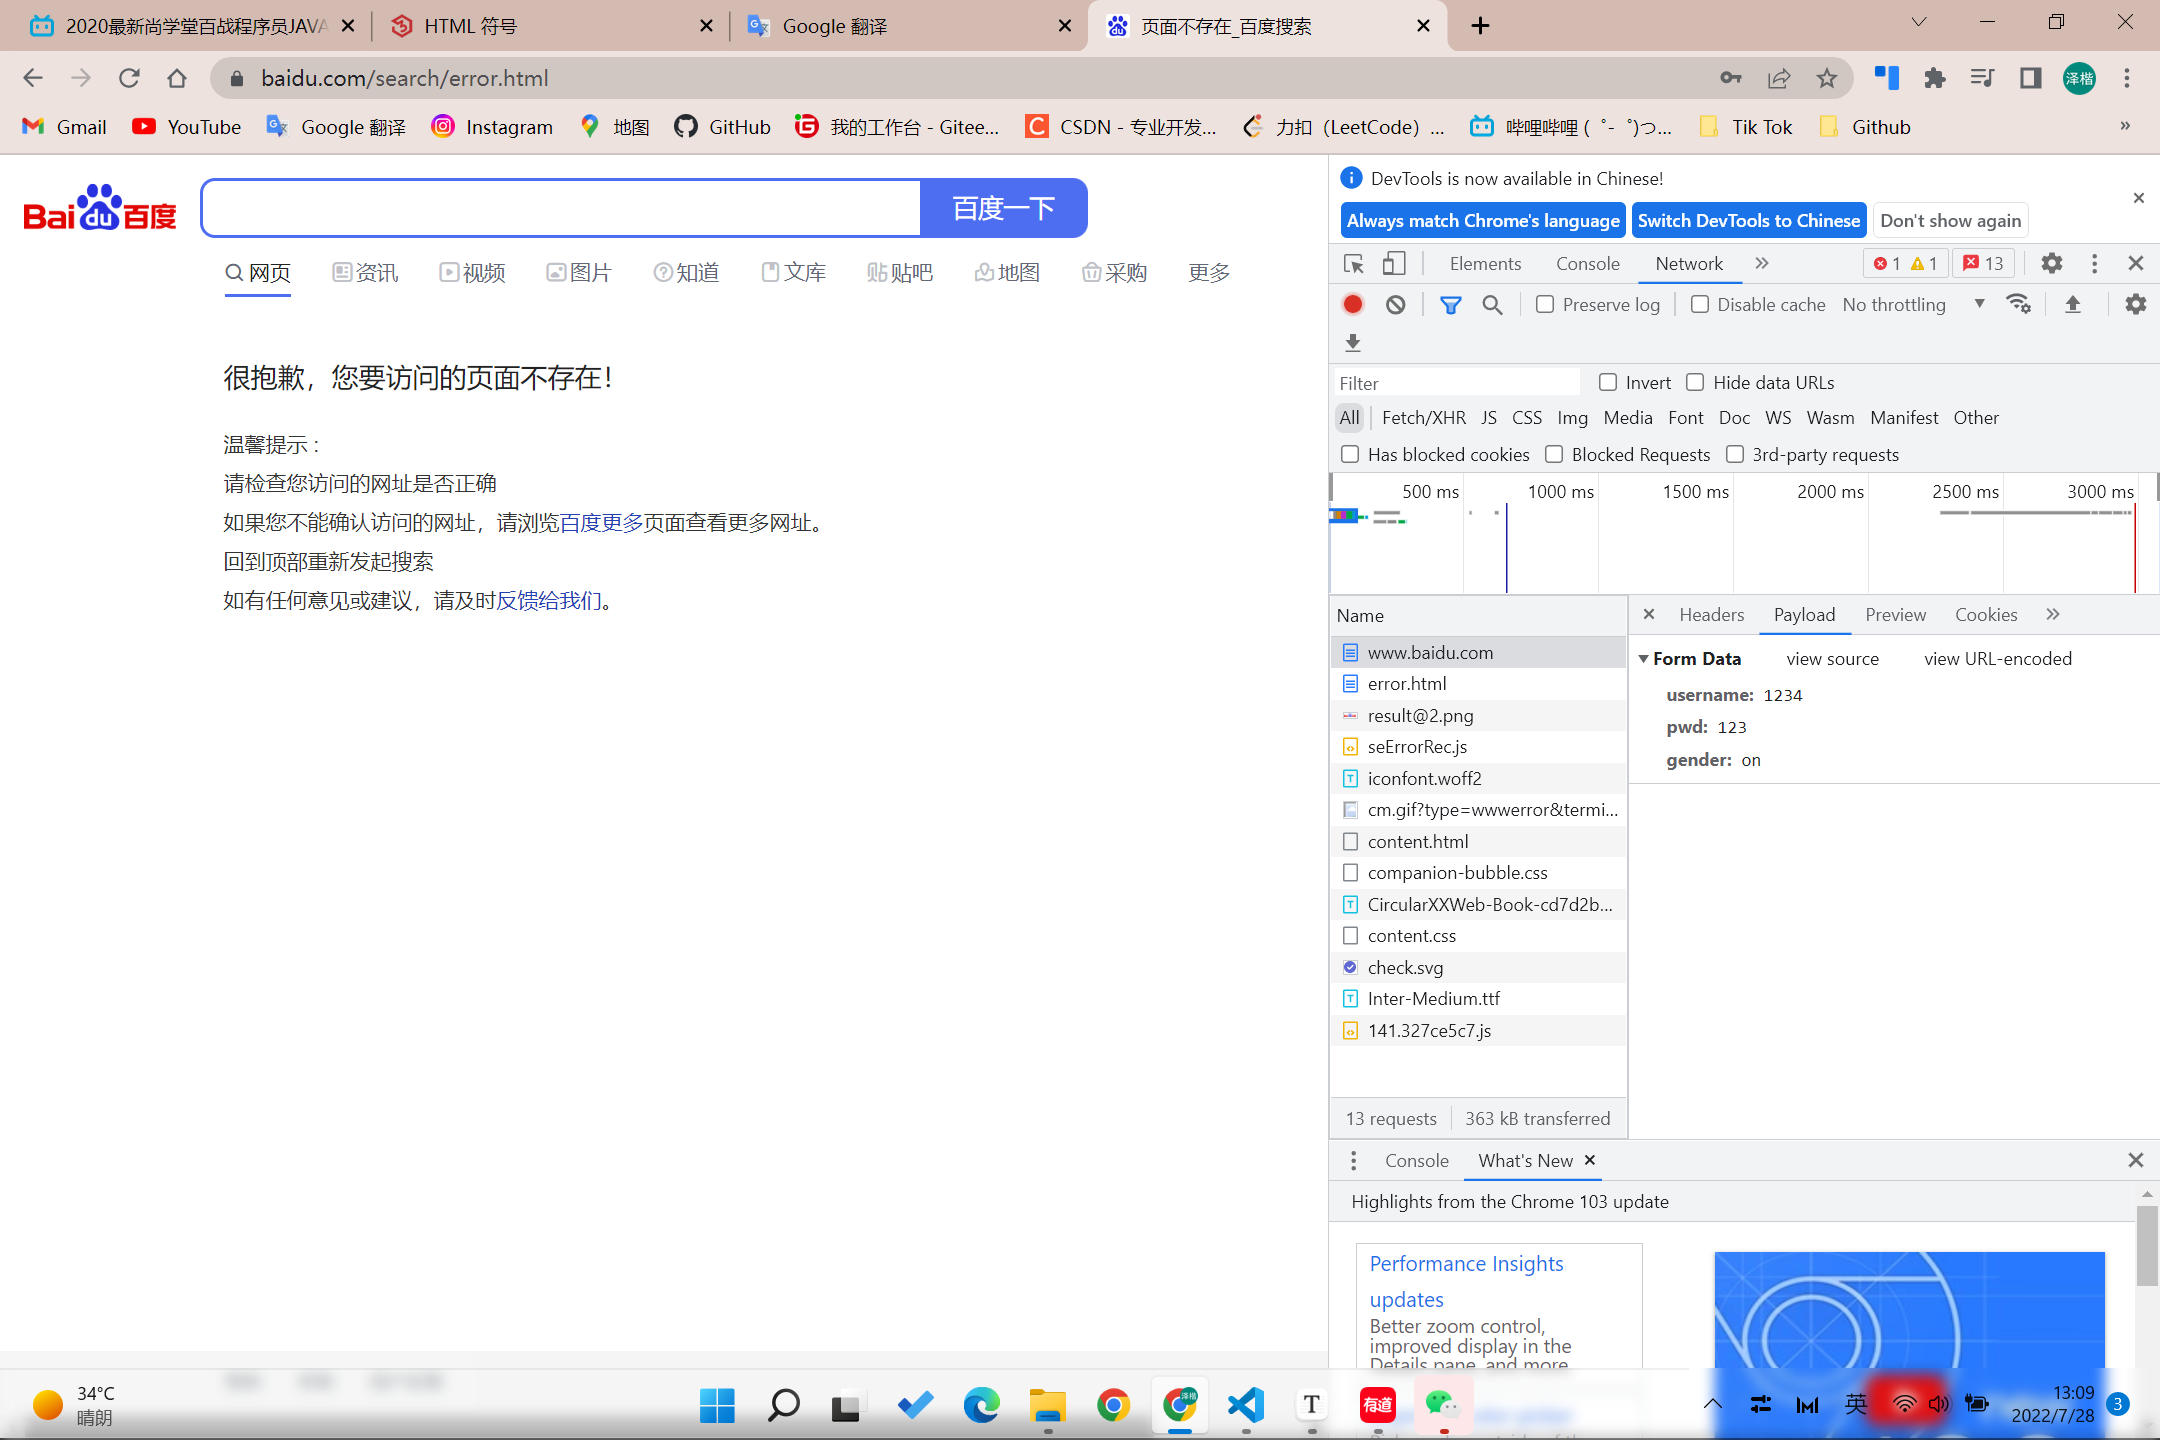 2020最新尚学堂百战程序员JAVA
HTML 符号
Google 翻译
页面不存在_百度搜索
baidu.com/search/error.html
泽楷
Gmail
YouTube
Google 翻译
Instagram
地图
GitHub
我的工作台 - Gitee...
CSDN - 专业开发...
力扣（LeetCode）...
哔哩哔哩 ( ゜- ゜)つ...
Tik Tok
Github
»
Bai du 百度
百度一下
网页
资讯
视频
图片
知道
文库
贴吧
地图
采购
更多
很抱歉，您要访问的页面不存在！
温馨提示：
请检查您访问的网址是否正确
如果您不能确认访问的网址，请浏览百度更多页面查看更多网址。
回到顶部重新发起搜索
如有任何意见或建议，请及时反馈给我们。
DevTools is now available in Chinese!
Always match Chrome's language
Switch DevTools to Chinese
Don't show again
Elements
Console
Network
»
1
1
13
Preserve log
Disable cache
No throttling
Filter
Invert
Hide data URLs
All
Fetch/XHR
JS
CSS
Img
Media
Font
Doc
WS
Wasm
Manifest
Other
Has blocked cookies
Blocked Requests
3rd-party requests
500 ms
1000 ms
1500 ms
2000 ms
2500 ms
3000 ms
Name
www.baidu.com
error.html
result@2.png
seErrorRec.js
iconfont.woff2
cm.gif?type=wwwerror&termi...
content.html
companion-bubble.css
CircularXXWeb-Book-cd7d2b...
content.css
check.svg
Inter-Medium.ttf
141.327ce5c7.js
13 requests
363 kB transferred
Headers
Payload
Preview
Cookies
»
Form Data
view source
view URL-encoded
username: 1234
pwd: 123
gender: on
Console
What's New
Highlights from the Chrome 103 update
Performance Insights
updates
Better zoom control,
improved display in the
Details pane, and more
34°C
晴朗
泽楷
T
有道
英
13:09
2022/7/28
3